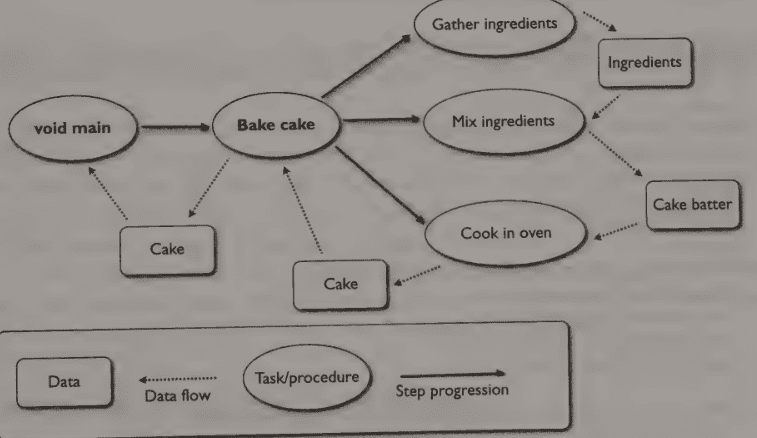 Gather ingredients
Ingredients
void main
Bake cake
Mix ingredients
Cake batter
Cook in oven
Cake
Cake
Data
Data flow
Task/procedure
Step progression